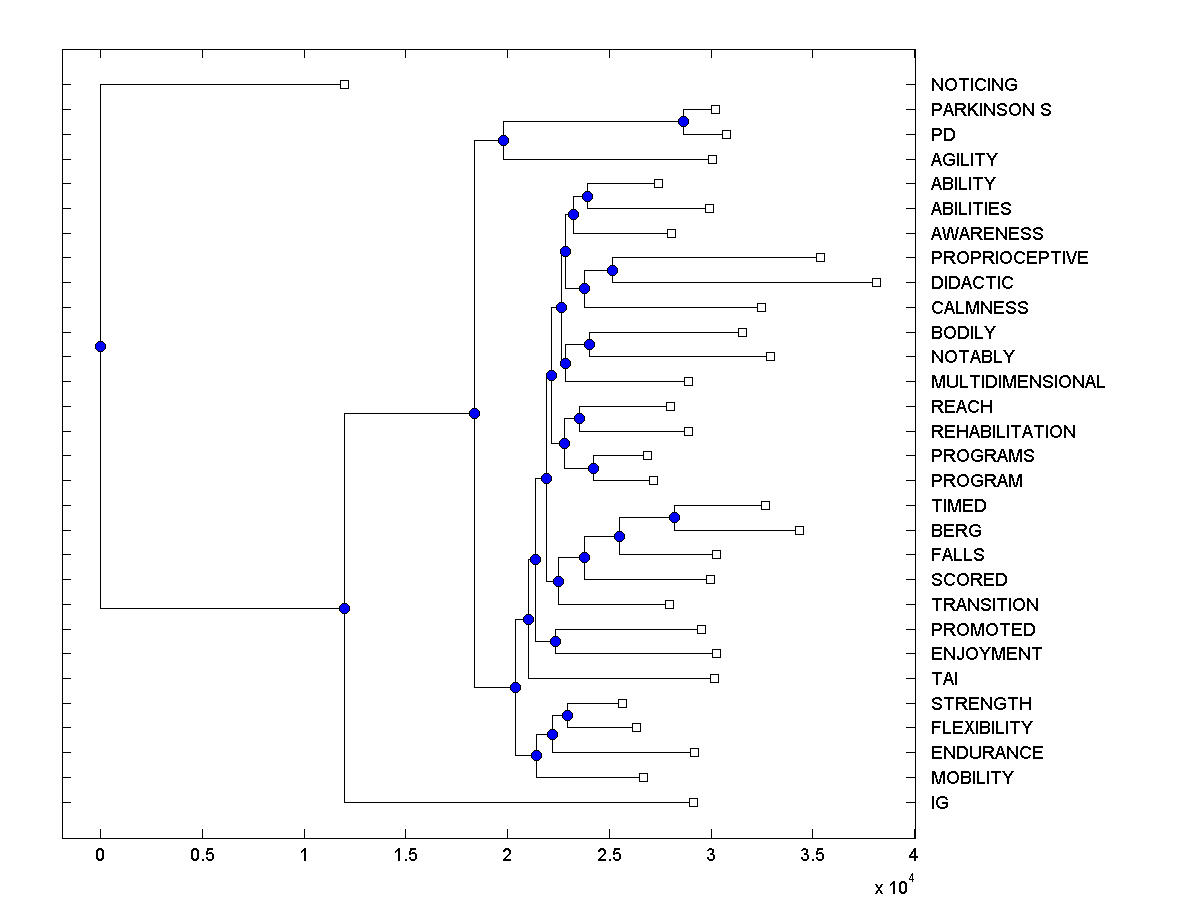 NOTICING
PARKINSON S
PD
AGILITY
ABILITY
ABILITIES
AWARENESS
PROPRIOCEPTIVE
DIDACTIC
CALMNESS
BODILY
NOTABLY
MULTIDIMENSIONAL
REACH
REHABILITATION
PROGRAMS
PROGRAM
TIMED
BERG
FALLS
SCORED
TRANSITION
PROMOTED
ENJOYMENT
TAI
STRENGTH
FLEXIBILITY
ENDURANCE
MOBILITY
IG
0 0.5 1 1.5 2 2.5 3 3.5 4
x 10^4